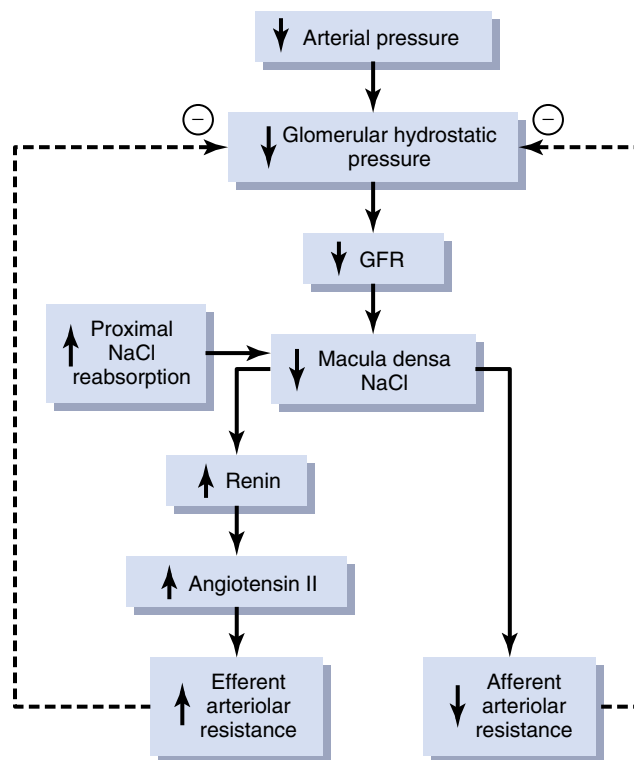 Arterial pressure
−
−
Glomerular hydrostatic
pressure
GFR
Proximal
NaCl
reabsorption
Macula densa
NaCl
Renin
Angiotensin II
Efferent
arteriolar
resistance
Afferent
arteriolar
resistance